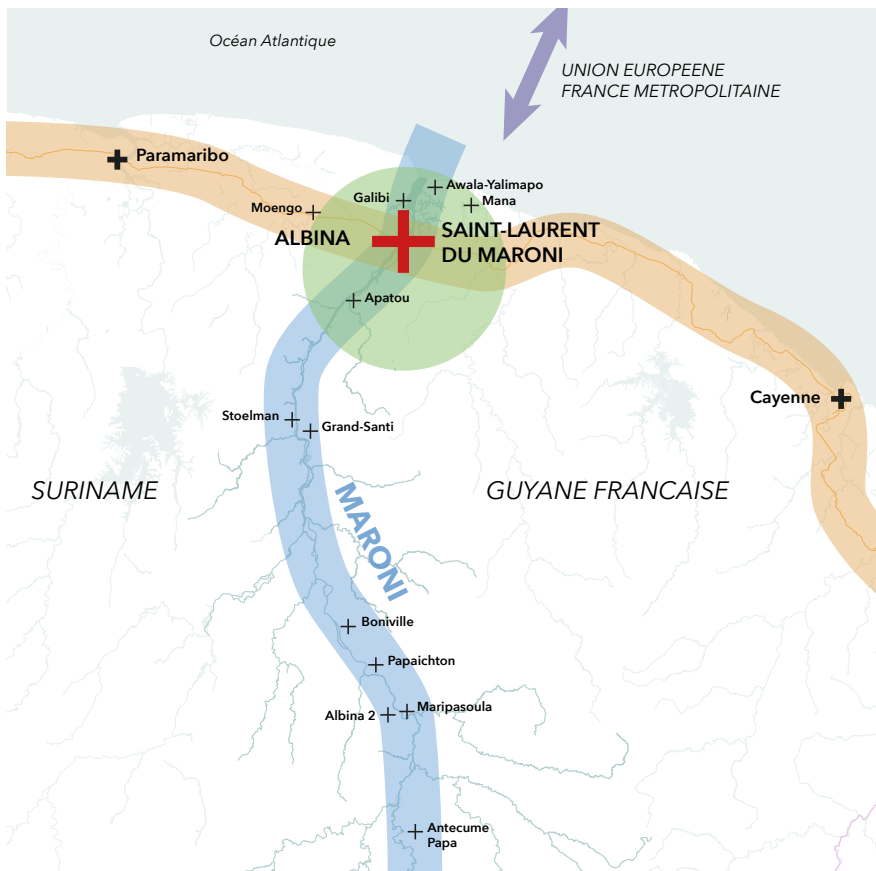 Océan Atlantique
UNION EUROPEENE
FRANCE METROPOLITAINE
Paramaribo
Awala-Yalimapo
Galibi
Mana
Moengo
ALBINA
SAINT-LAURENT
DU MARONI
Apatou
Cayenne
Stoelman
Grand-Santi
SURINAME
GUYANE FRANCAISE
MARONI
Boniville
Papaichton
Maripasoula
Albina 2
Antecume
Papa